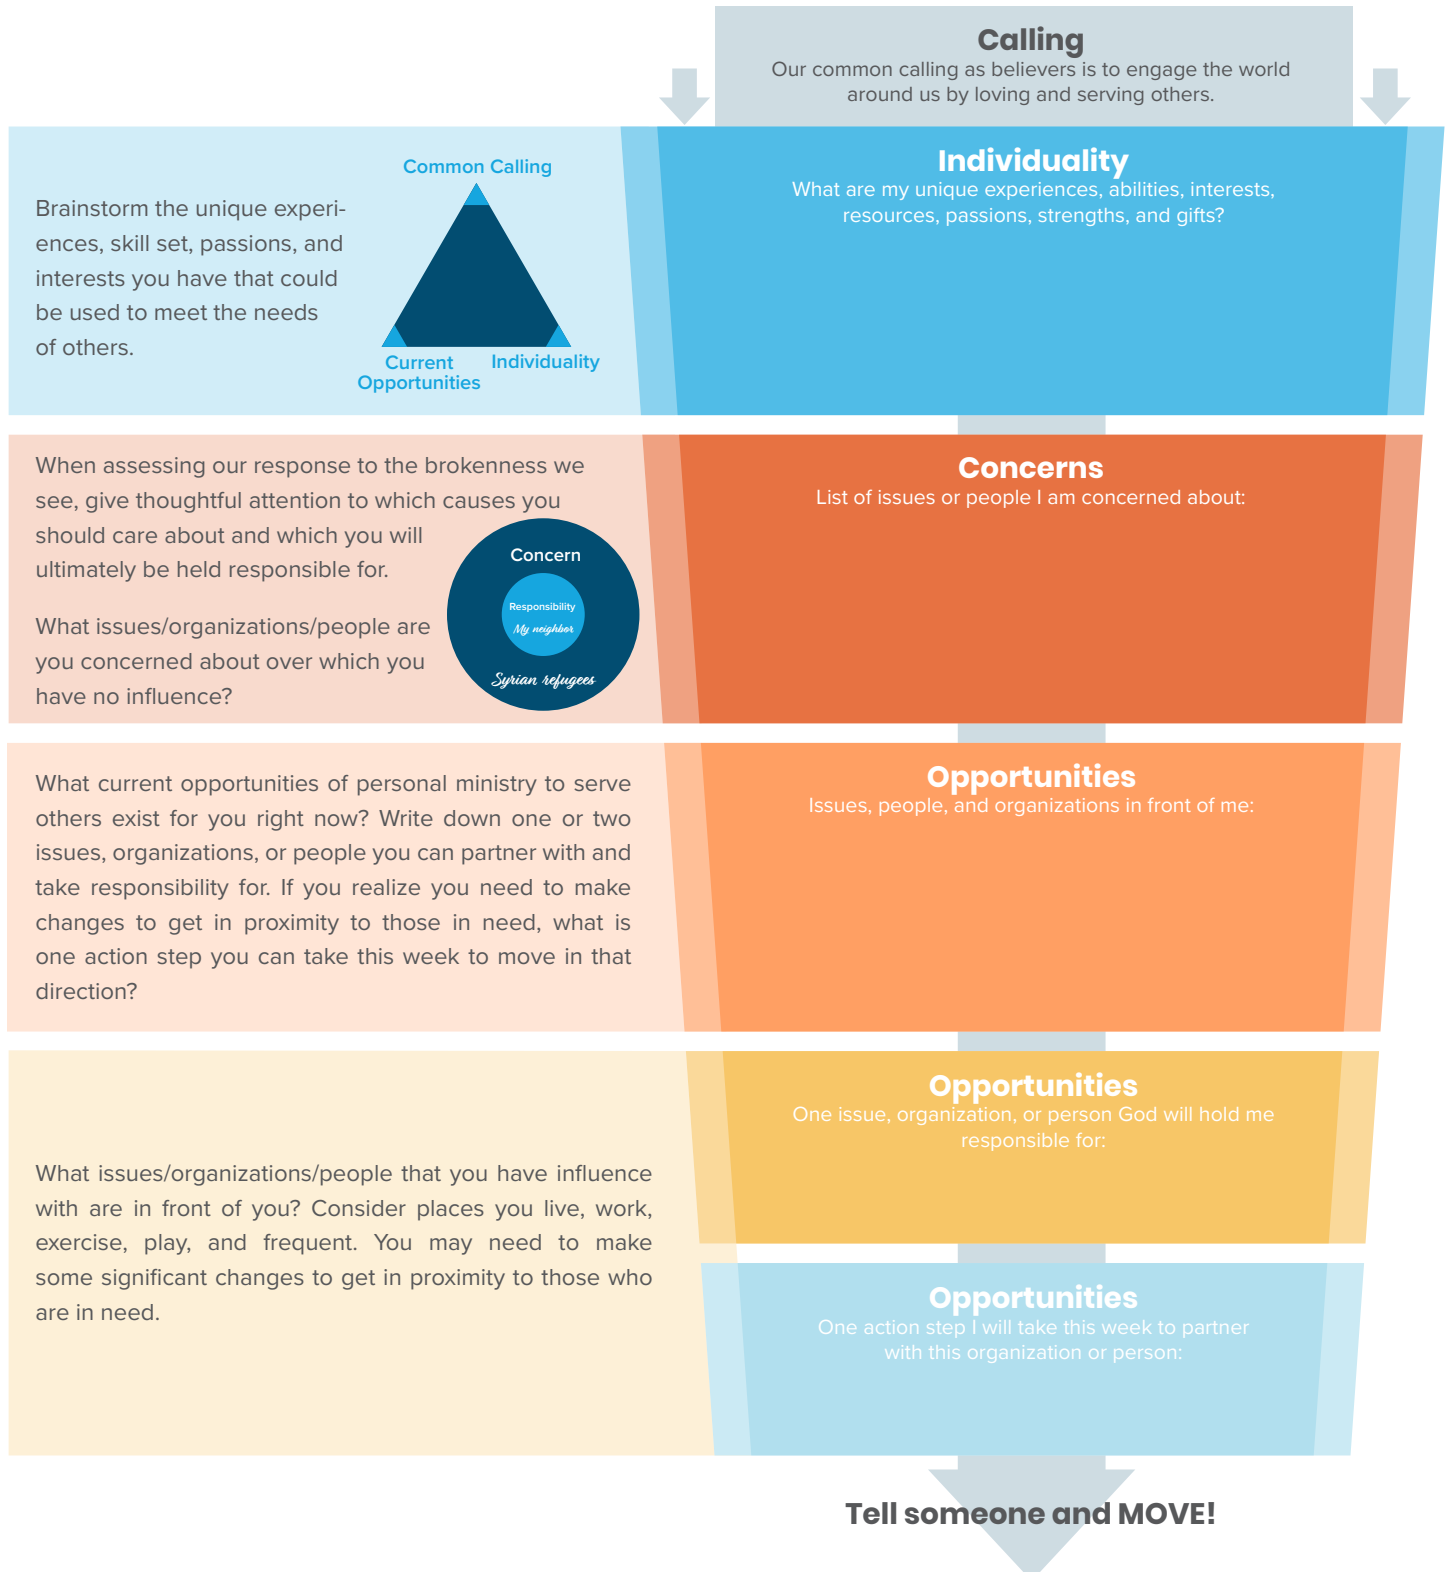 Calling
Our common calling as believers is to engage the world
around us by loving and serving others.
Brainstorm the unique experi-
ences, skill set, passions, and
interests you have that could
be used to meet the needs
of others.
Common Calling
Current
Opportunities
Individuality
Individuality
What are my unique experiences, abilities, interests,
resources, passions, strengths, and gifts?
When assessing our response to the brokenness we
see, give thoughtful attention to which causes you
should care about and which you will
ultimately be held responsible for.
What issues/organizations/people are
you concerned about over which you
have no influence?
Concern
Responsibility
My neighbor
Syrian refugees
Concerns
List of issues or people I am concerned about:
What current opportunities of personal ministry to serve
others exist for you right now? Write down one or two
issues, organizations, or people you can partner with and
take responsibility for. If you realize you need to make
changes to get in proximity to those in need, what is
one action step you can take this week to move in that
direction?
Opportunities
Issues, people, and organizations in front of me:
What issues/organizations/people that you have influence
with are in front of you? Consider places you live, work,
exercise, play, and frequent. You may need to make
some significant changes to get in proximity to those who
are in need.
Opportunities
One issue, organization, or person God will hold me
responsible for:
Opportunities
One action step I will take this week to partner
with this organization or person:
Tell someone and MOVE!